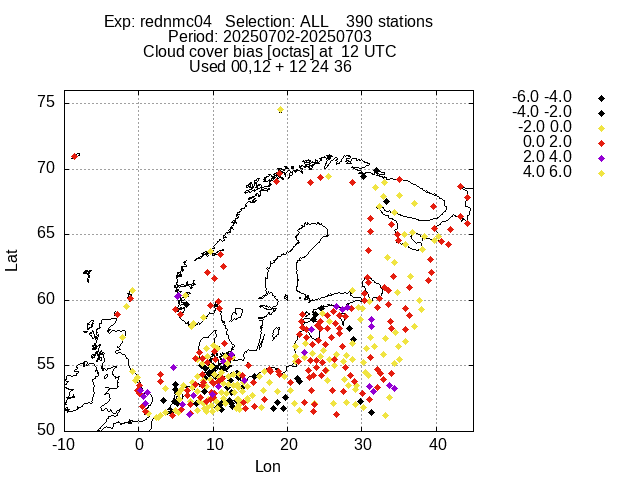 Exp: rednmc04 Selection: ALL 390 stations
Period: 20250702-20250703
Cloud cover bias [octas] at 12 UTC
Used 00,12 + 12 24 36
-6.0 -4.0
-4.0 -2.0
-2.0 0.0
0.0 2.0
2.0 4.0
4.0 6.0
75
70
65
60
55
50
Lat
-10 0 10 20 30 40
Lon